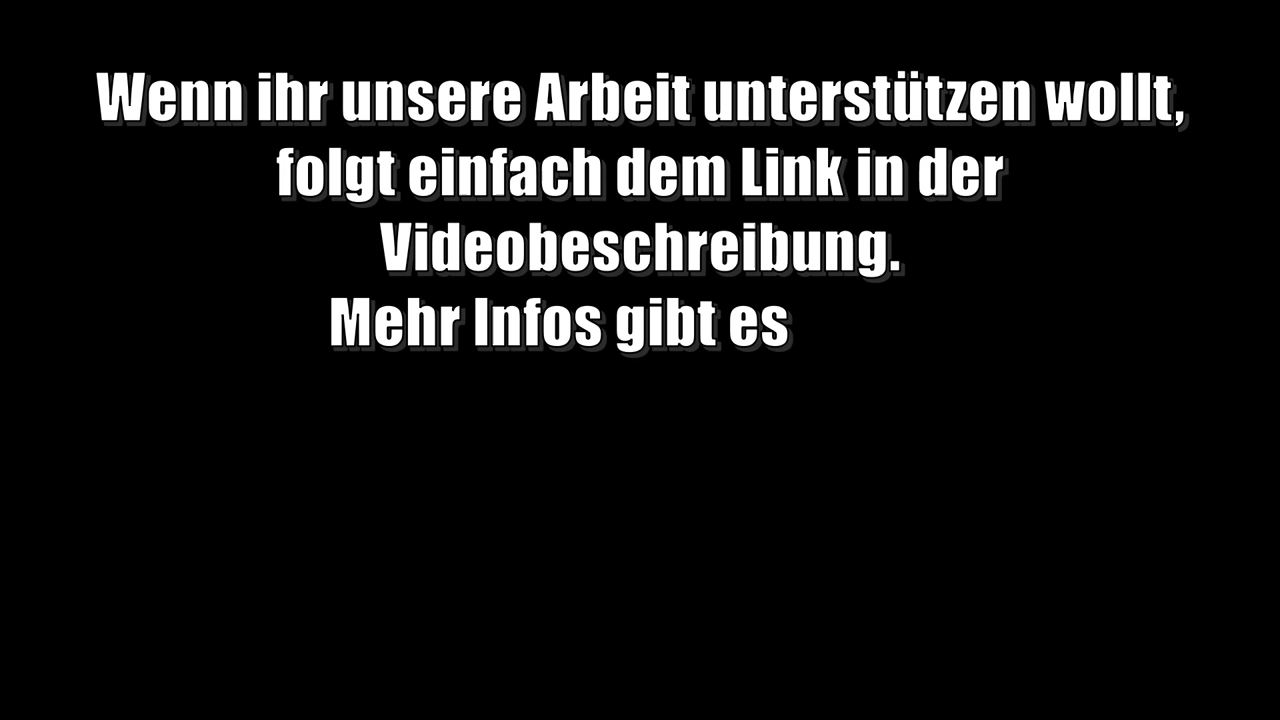 Wenn ihr unsere Arbeit unterstützen wollt,
folgt einfach dem Link in der
Videobeschreibung.
Mehr Infos gibt es